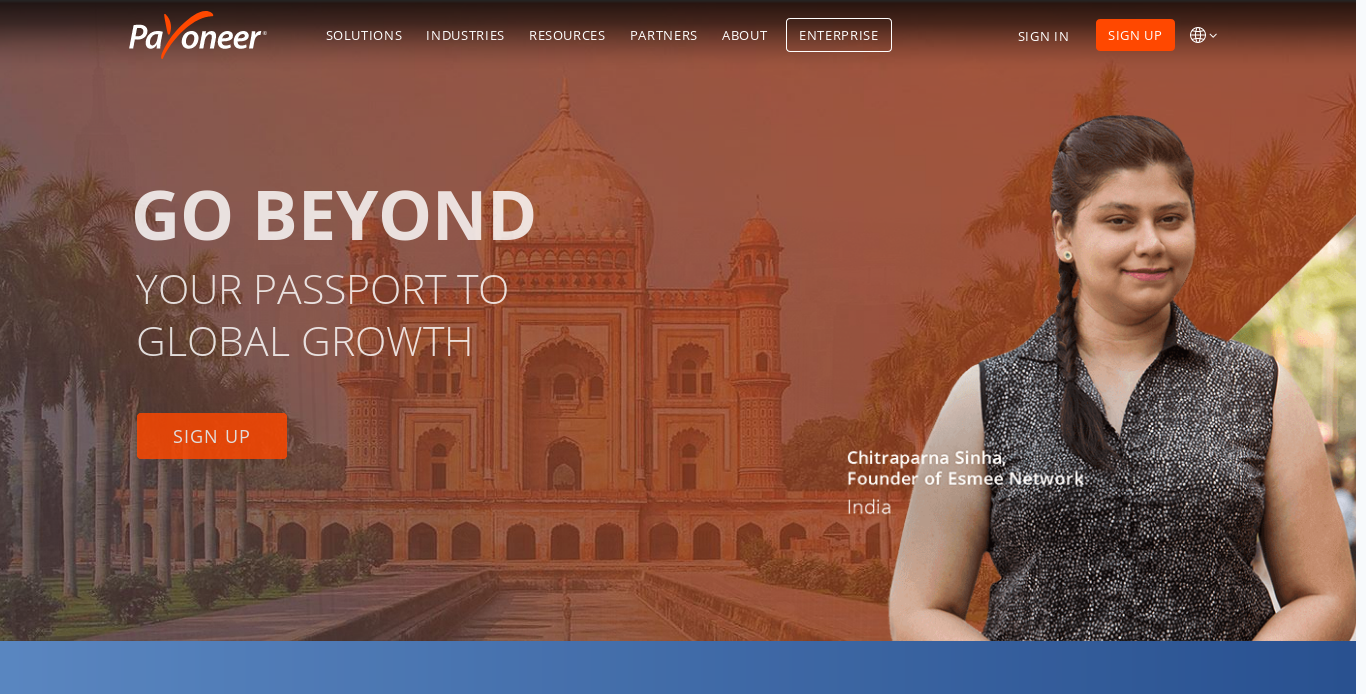 Payoneer®
SOLUTIONS
INDUSTRIES
RESOURCES
PARTNERS
ABOUT
ENTERPRISE
SIGN IN
SIGN UP
GO BEYOND
YOUR PASSPORT TO
GLOBAL GROWTH
SIGN UP
Chitraparna Sinha,
Founder of Esmee Network
India